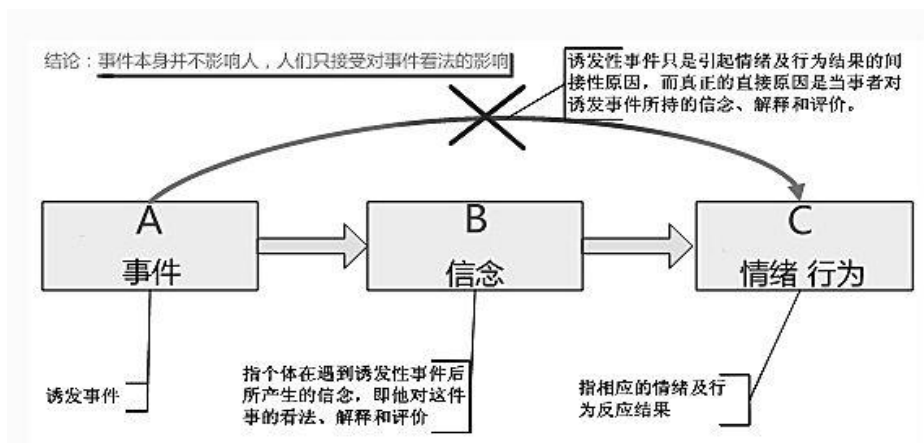 结论：事件本身并不影响人，人们只接受对事件看法的影响
诱发性事件只是引起情绪及行为结果的间
接性原因，而真正的直接原因是当事者对
诱发事件所持的信念、解释和评价。
A
事件
B
信念
C
情绪 行为
诱发事件
指个体在遇到诱发性事件后
所产生的信念，即他对这件
事的看法、解释和评价
指相应的情绪及行
为反应结果